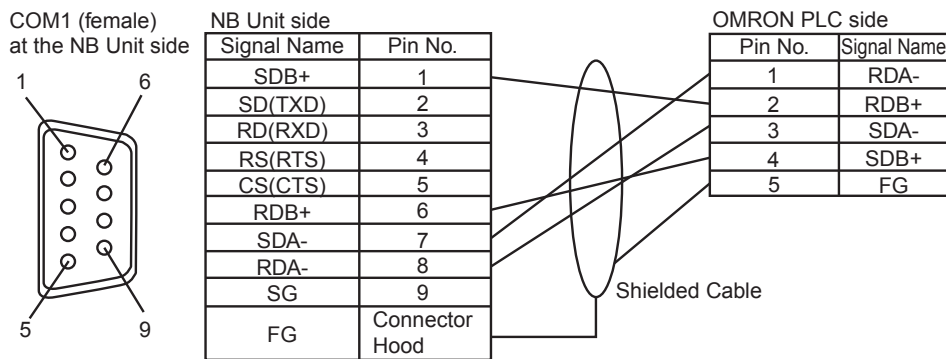 COM1 (female)
at the NB Unit side
1
6
5
9
NB Unit side
Signal Name Pin No.
SDB+ 1
SD(TXD) 2
RD(RXD) 3
RS(RTS) 4
CS(CTS) 5
RDB+ 6
SDA- 7
RDA- 8
SG 9
FG Connector
Hood
Shielded Cable
OMRON PLC side
Pin No. Signal Name
1 RDA-
2 RDB+
3 SDA-
4 SDB+
5 FG